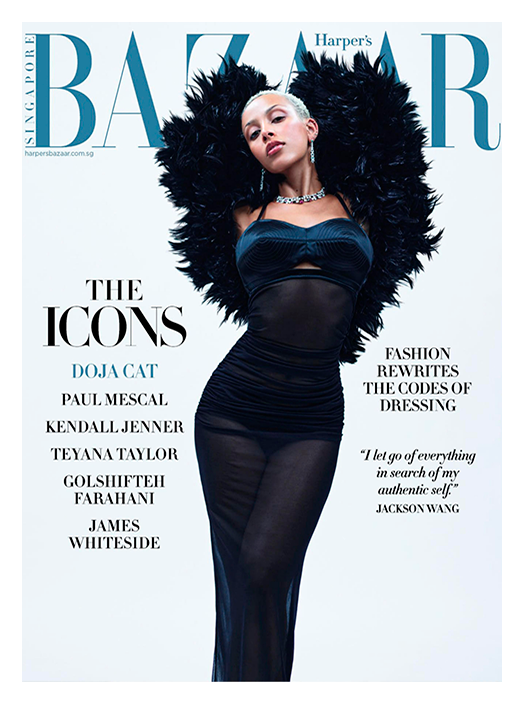 SINGAPORE
Harper's
BAZAAR
harpersbazaar.com.sg
THE
ICONS
DOJA CAT
PAUL MESCAL
KENDALL JENNER
TEYANA TAYLOR
GOLSHIFTEH
FARAHANI
JAMES
WHITESIDE
FASHION
REWRITES
THE CODES OF
DRESSING
“I let go of everything
in search of my
authentic self.”
JACKSON WANG